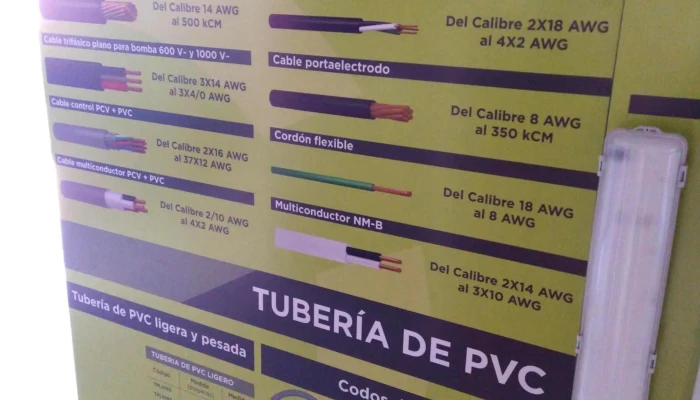 Del Calibre 14 AWG
al 500 kCM
Cable trifásico plano para bomba 600 V~ y 1000 V~
Del Calibre 3X14 AWG
al 3X4/0 AWG
Cable control PCV + PVC
Del Calibre 2X16 AWG
al 37X12 AWG
Cable multiconductor PCV + PVC
Del Calibre 2/10 AWG
al 4X2 AWG
Del Calibre 2X18 AWG
al 4X2 AWG
Cable portaelectrodo
Del Calibre 8 AWG
al 350 kCM
Cordón flexible
Del Calibre 18 AWG
al 8 AWG
Multiconductor NM-B
Del Calibre 2X14 AWG
al 3X10 AWG
TUBERÍA DE PVC
Tubería de PVC ligera y pesada
TUBERIA DE PVC LIGERO
Código
Medida
Codos